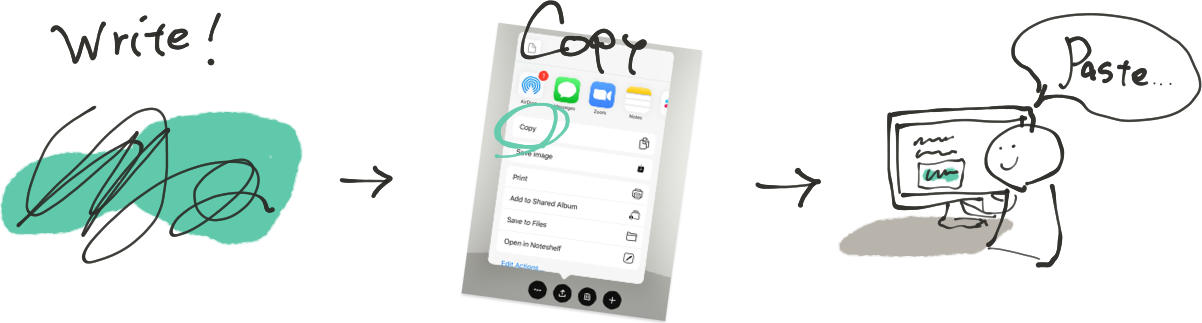 Write!
Copy
1
AirDrop
Messages
Zoom
Notes
Copy
Save Image
Print
Add to Shared Album
Save to Files
Open in Noteshelf
Edit Actions...
Paste...